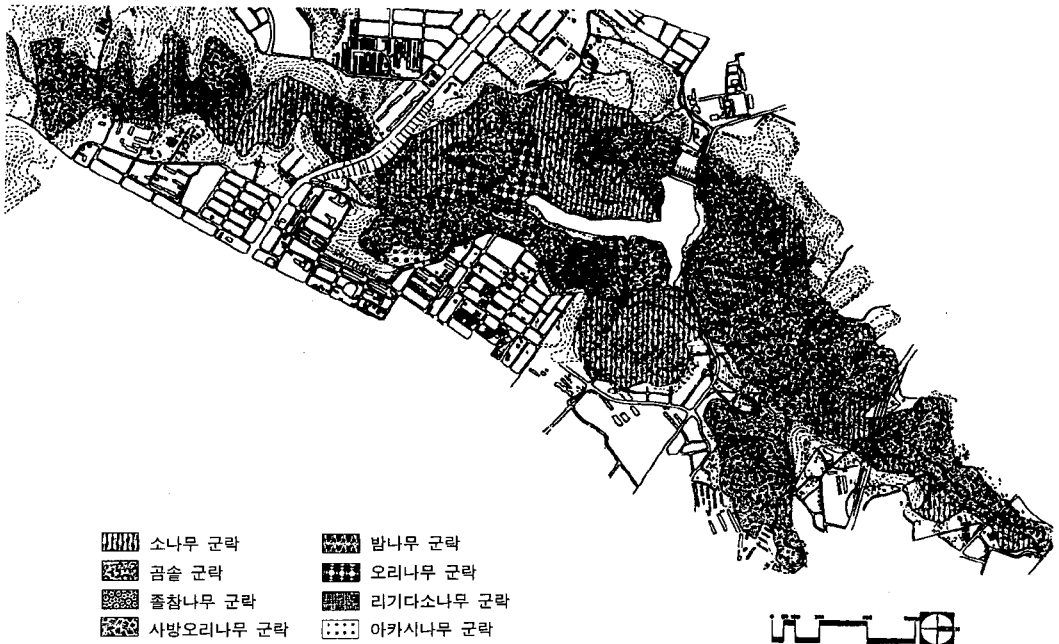 소나무 군락
밤나무 군락
곰솔 군락
오리나무 군락
졸참나무 군락
리기다소나무 군락
사방오리나무 군락
아카시나무 군락